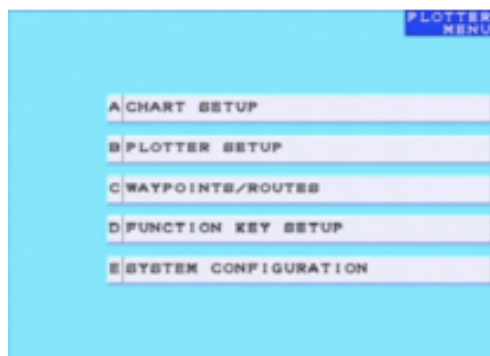 PLOTTER
MENU
A CHART SETUP
B PLOTTER SETUP
C WAYPOINTS/ROUTES
D FUNCTION KEY SETUP
E SYSTEM CONFIGURATION